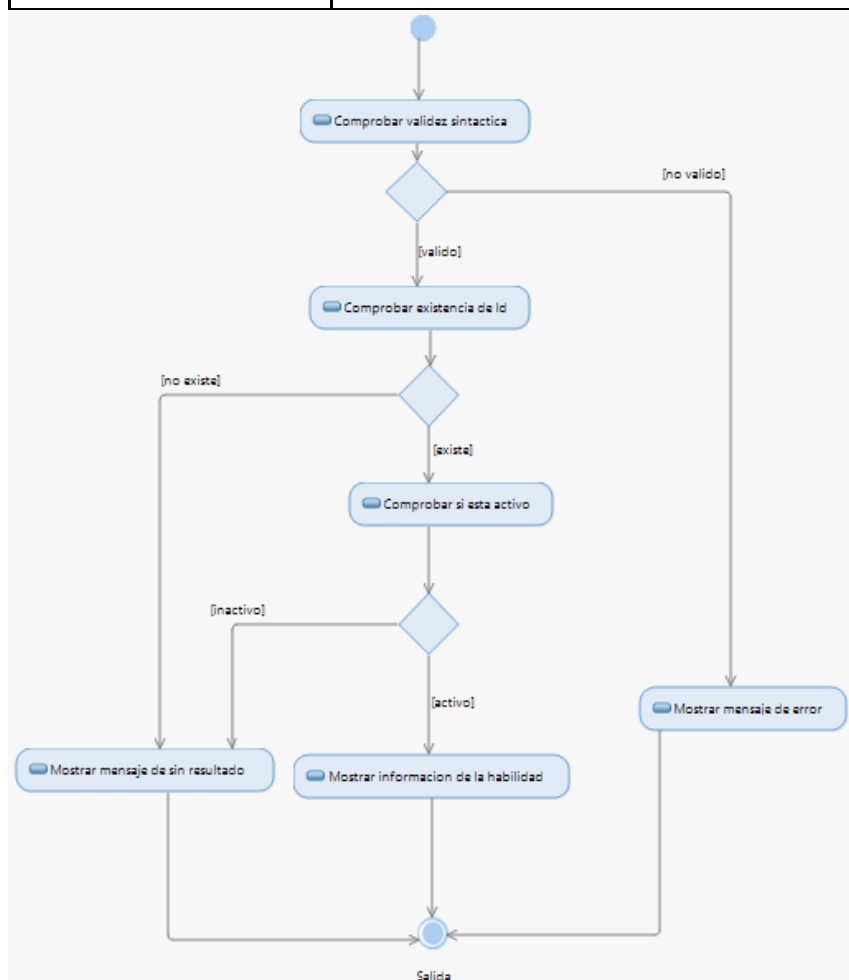 Comprobar validez sintactica
[no valido]
[valido]
Comprobar existencia de Id
[no existe]
[existe]
Comprobar si esta activo
[inactivo]
[activo]
Mostrar mensaje de error
Mostrar mensaje de sin resultado
Mostrar informacion de la habilidad
Salida